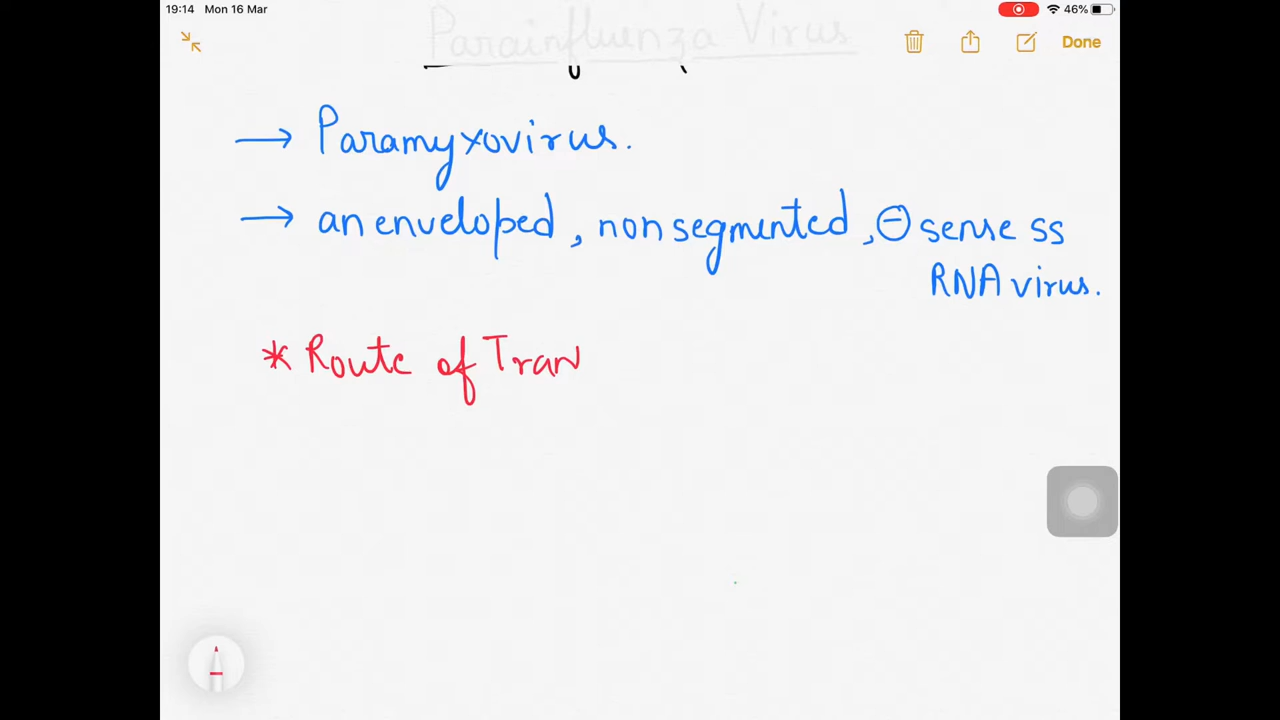 19:14 Mon 16 Mar 46%
Parainfluenza Virus
Done
→ Paramyxovirus.
→ an enveloped, nonsegmented, ⊖ sense ss
RNA virus.
* Route of Tran